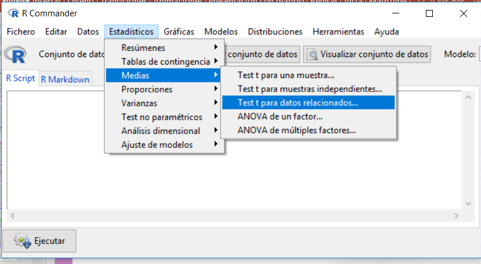 R Commander
Fichero Editar Datos Estadísticos Gráficas Modelos Distribuciones Herramientas Ayuda
Conjunto de dato conjunto de datos Visualizar conjunto de datos Modelo:
Resúmenes
Tablas de contingencia
Medias
Proporciones
Varianzas
Test no paramétricos
Análisis dimensional
Ajuste de modelos
Test t para una muestra...
Test t para muestras independientes...
Test t para datos relacionados...
ANOVA de un factor...
ANOVA de múltiples factores...
R Script R Markdown
Ejecutar